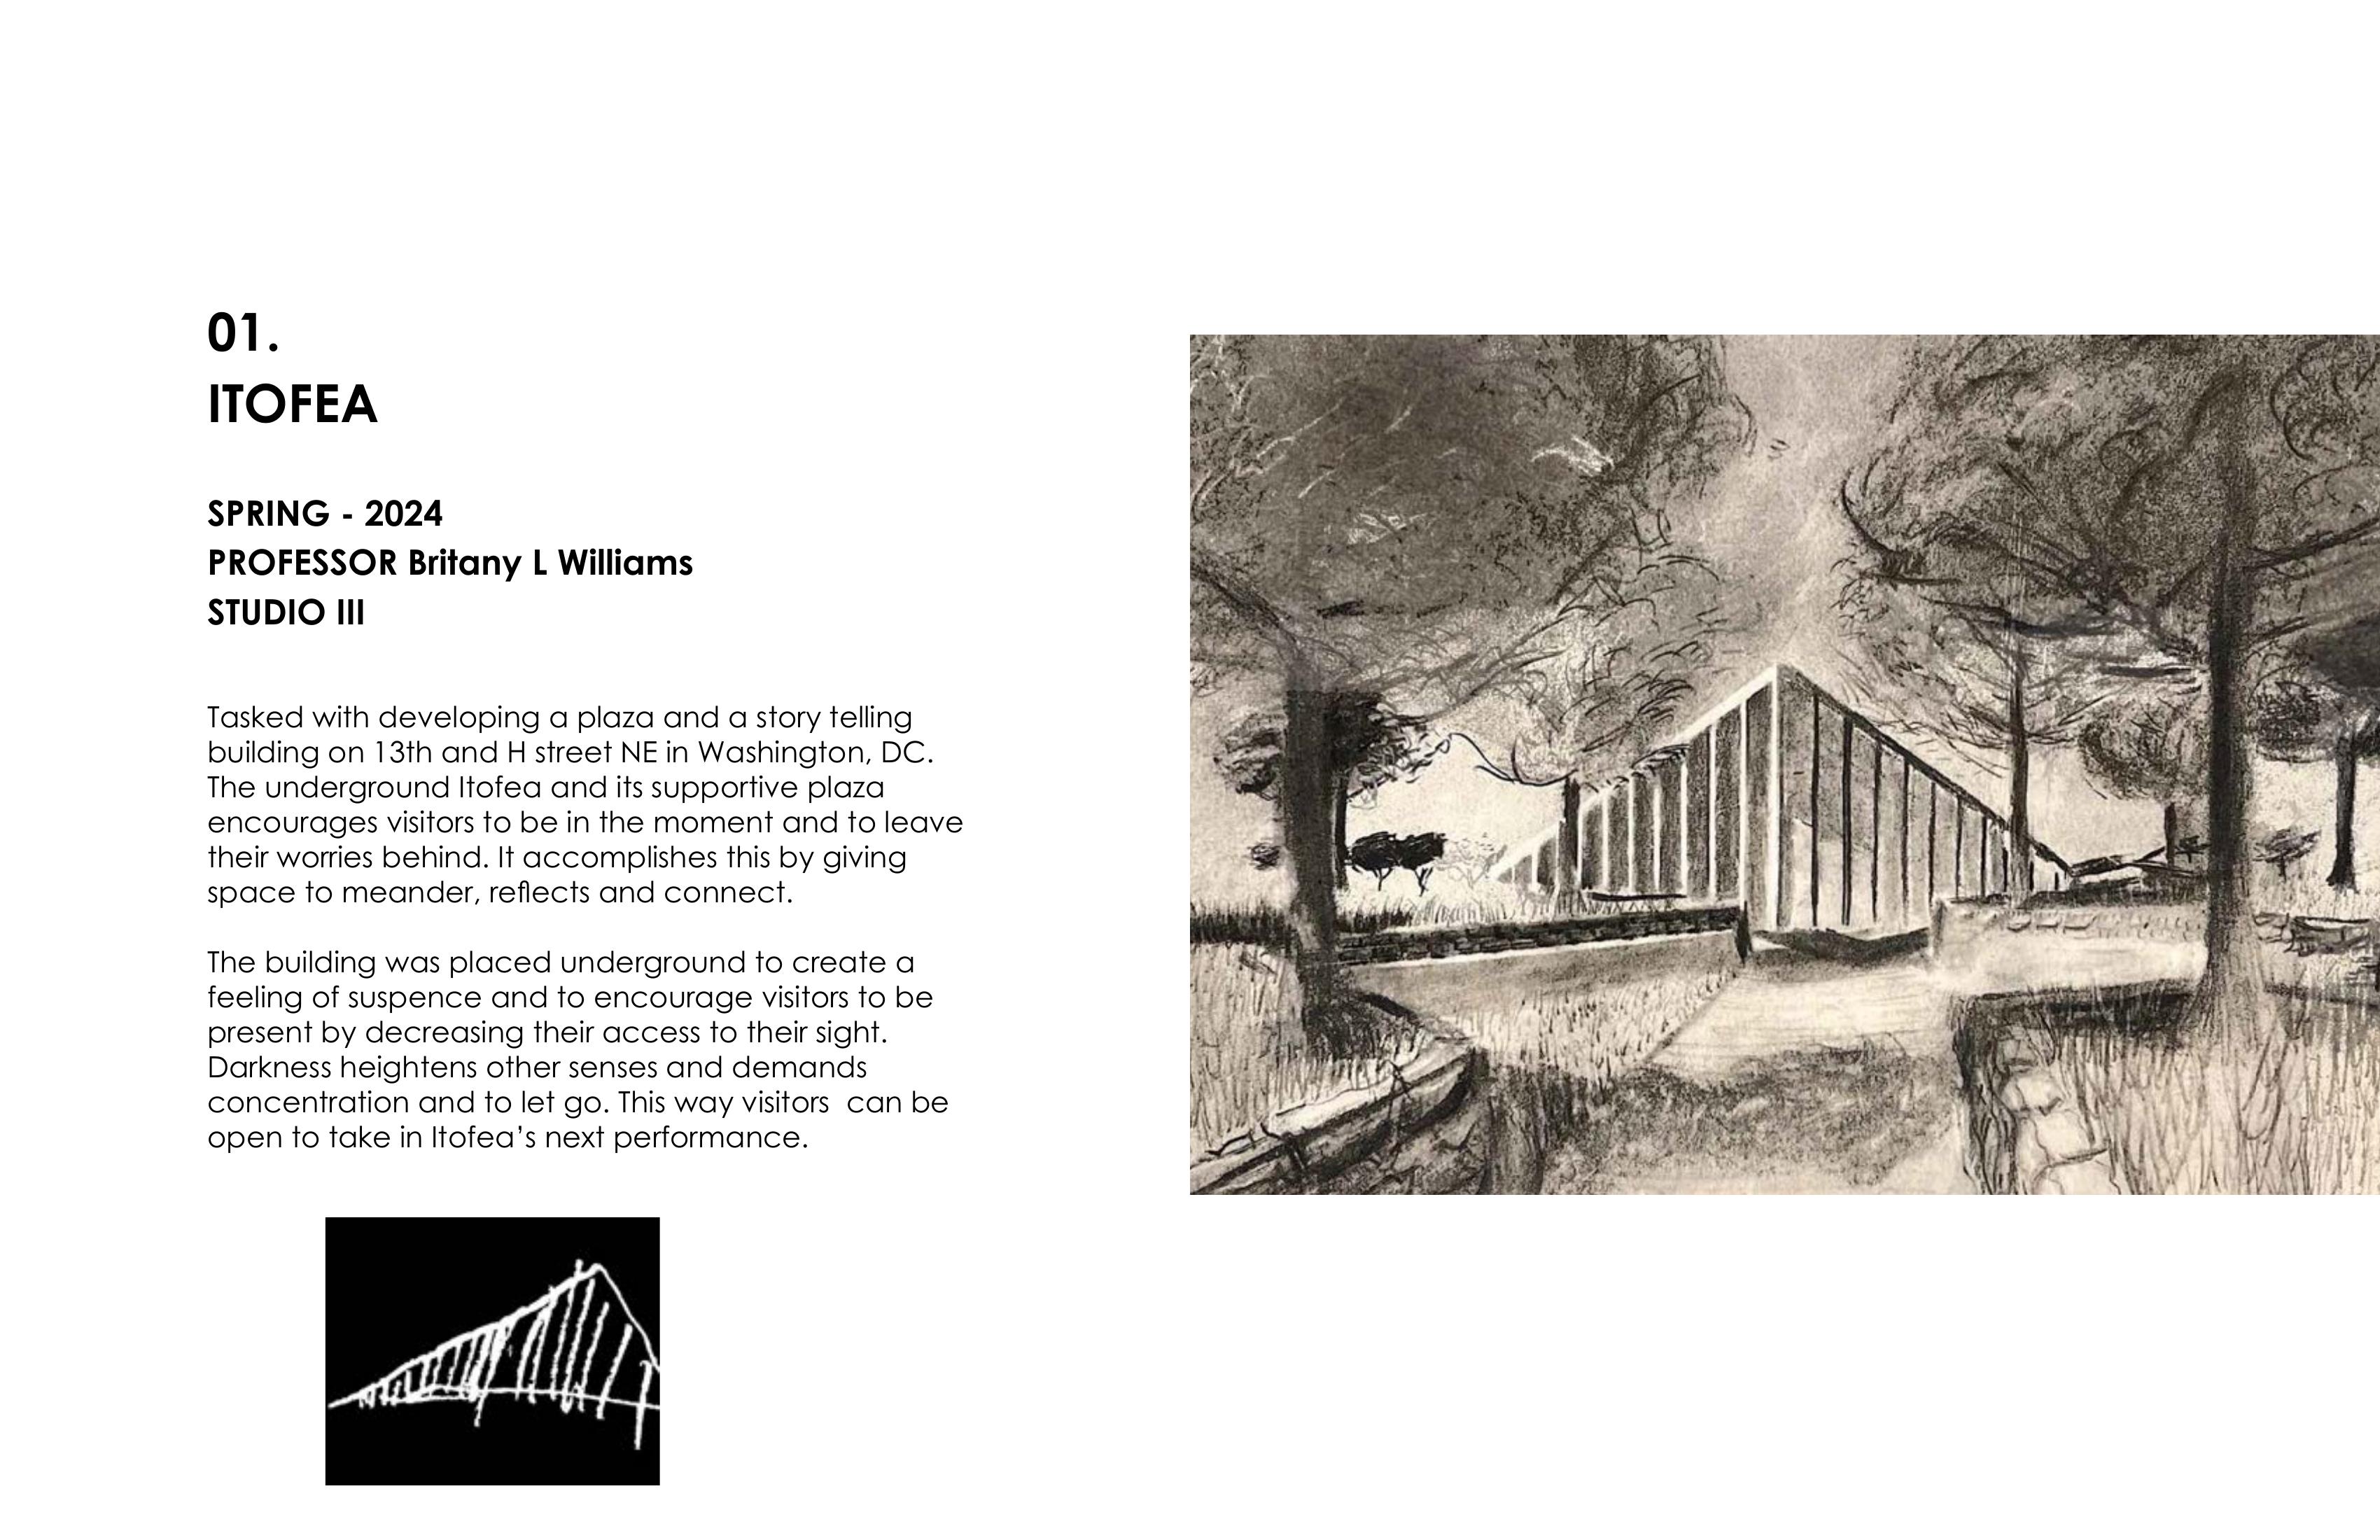 01.
ITOFEA
SPRING - 2024
PROFESSOR Britany L Williams
STUDIO III
Tasked with developing a plaza and a story telling
building on 13th and H street NE in Washington, DC.
The underground Itofea and its supportive plaza
encourages visitors to be in the moment and to leave
their worries behind. It accomplishes this by giving
space to meander, reflects and connect.
The building was placed underground to create a
feeling of suspence and to encourage visitors to be
present by decreasing their access to their sight.
Darkness heightens other senses and demands
concentration and to let go. This way visitors  can be
open to take in Itofea’s next performance.